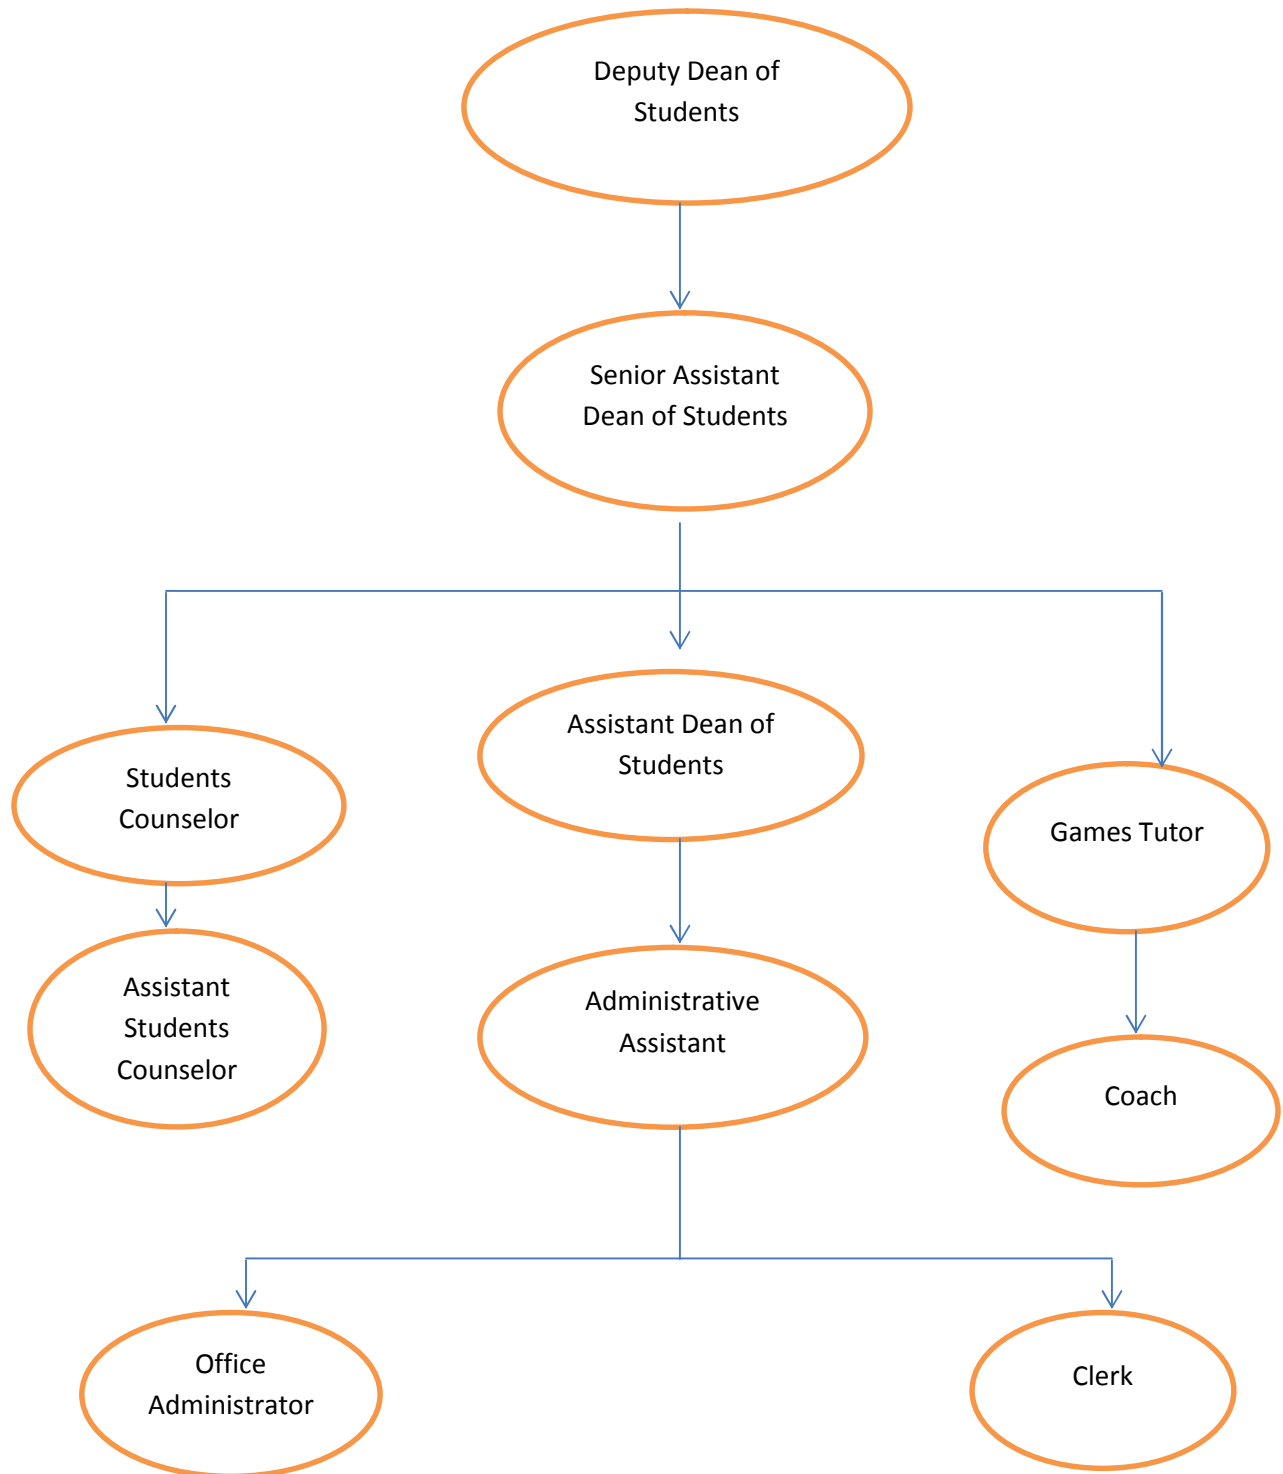 Deputy Dean of
Students
Senior Assistant
Dean of Students
Students
Counselor
Assistant Dean of
Students
Games Tutor
Assistant
Students
Counselor
Administrative
Assistant
Coach
Office
Administrator
Clerk